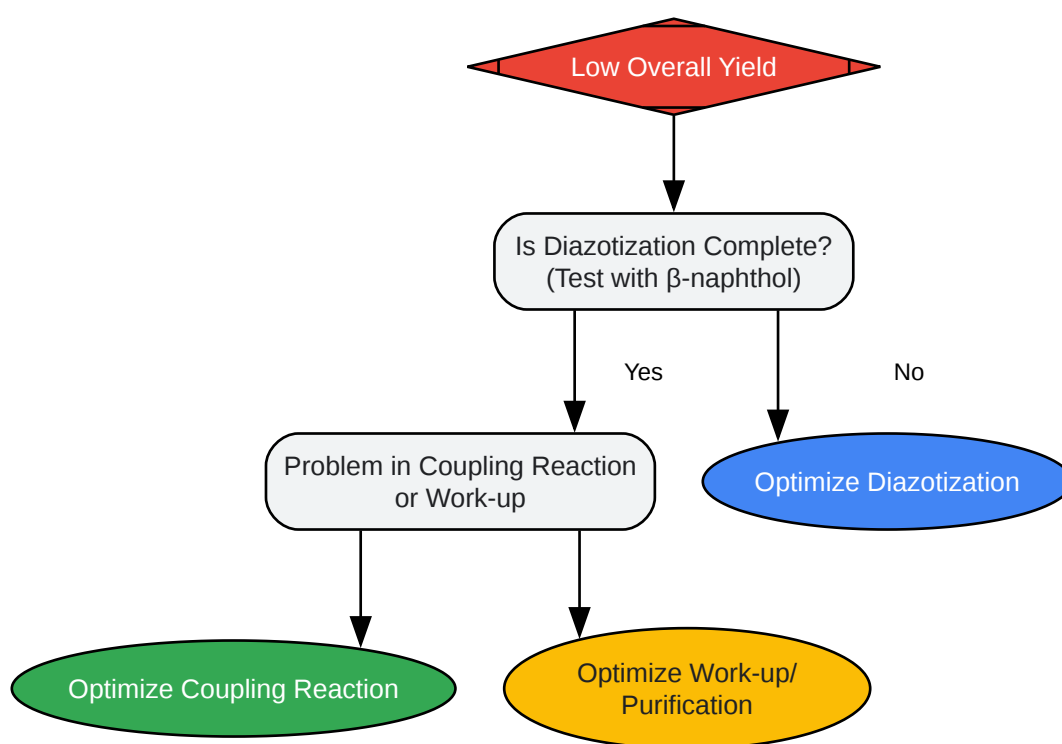 Low Overall Yield
Is Diazotization Complete?
(Test with β-naphthol)
Yes
No
Problem in Coupling Reaction
or Work-up
Optimize Diazotization
Optimize Coupling Reaction
Optimize Work-up/
Purification